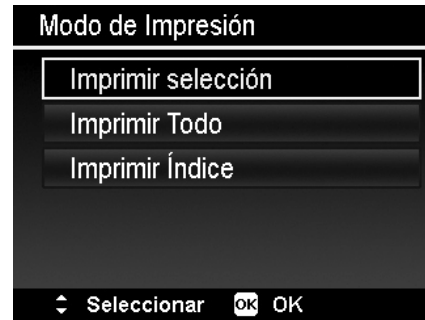 Modo de Impresión
Imprimir selección
Imprimir Todo
Imprimir Índice
Seleccionar OK OK